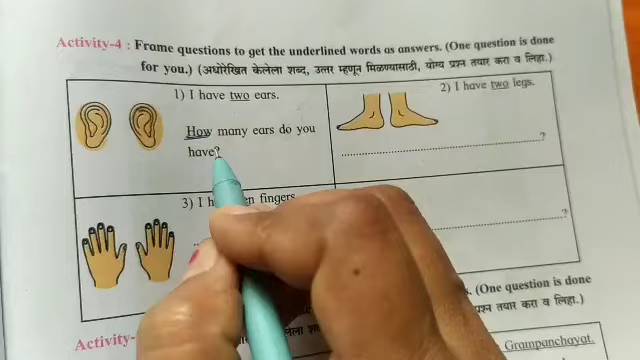 Activity-4 : Frame questions to get the underlined words as answers. (One question is done
for you.) (अधोरेखित केलेला शब्द, उत्तर म्हणून मिळण्यासाठी, योग्य प्रश्न तयार करा व लिहा.)
1) I have two ears.
How many ears do you
have?
2) I have two legs.
..............................................?
3) I h n fingers.
?
s. (One question is done
प्रश्न तयार करा व लिहा.)
Activity-
Grampanchayat.